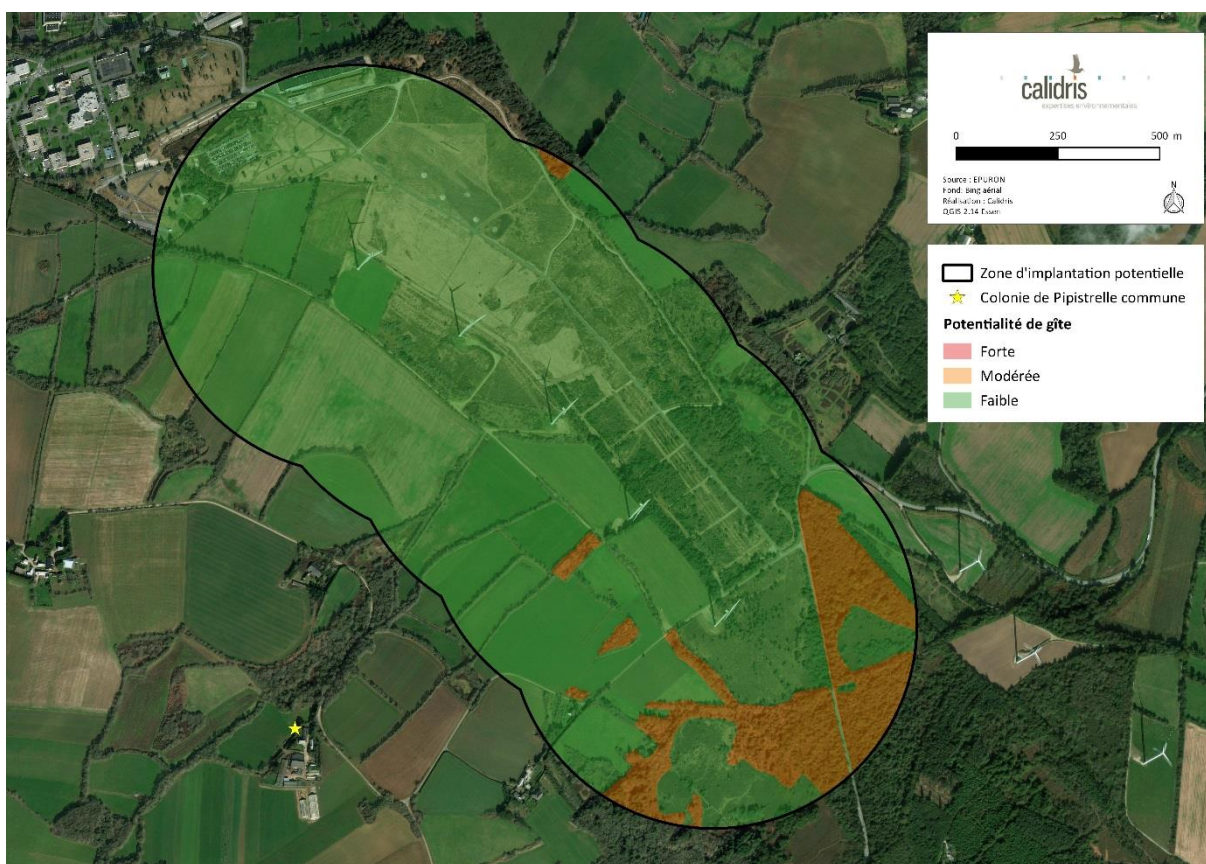 calidris
expertises environnementales
0 250 500 m
Source : EPURON
Fond: Bing aérial
Réalisation : Calidris
QGIS 2.14 Essen
N
Zone d'implantation potentielle
Colonie de Pipistrelle commune
Potentialité de gîte
Forte
Modérée
Faible